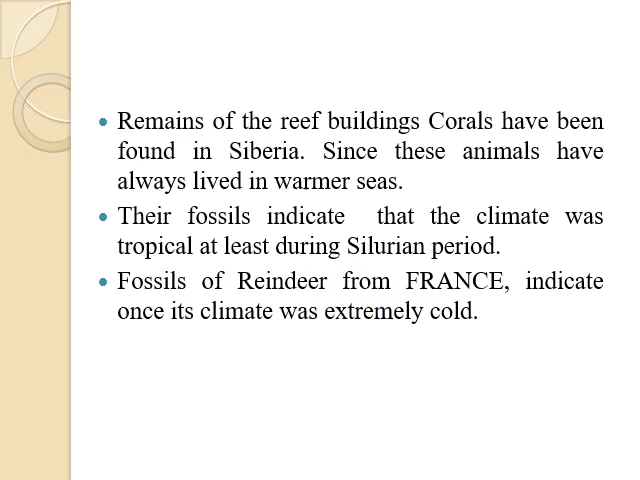 Remains of the reef buildings Corals have been
found in Siberia. Since these animals have
always lived in warmer seas.
Their fossils indicate that the climate was
tropical at least during Silurian period.
Fossils of Reindeer from FRANCE, indicate
once its climate was extremely cold.